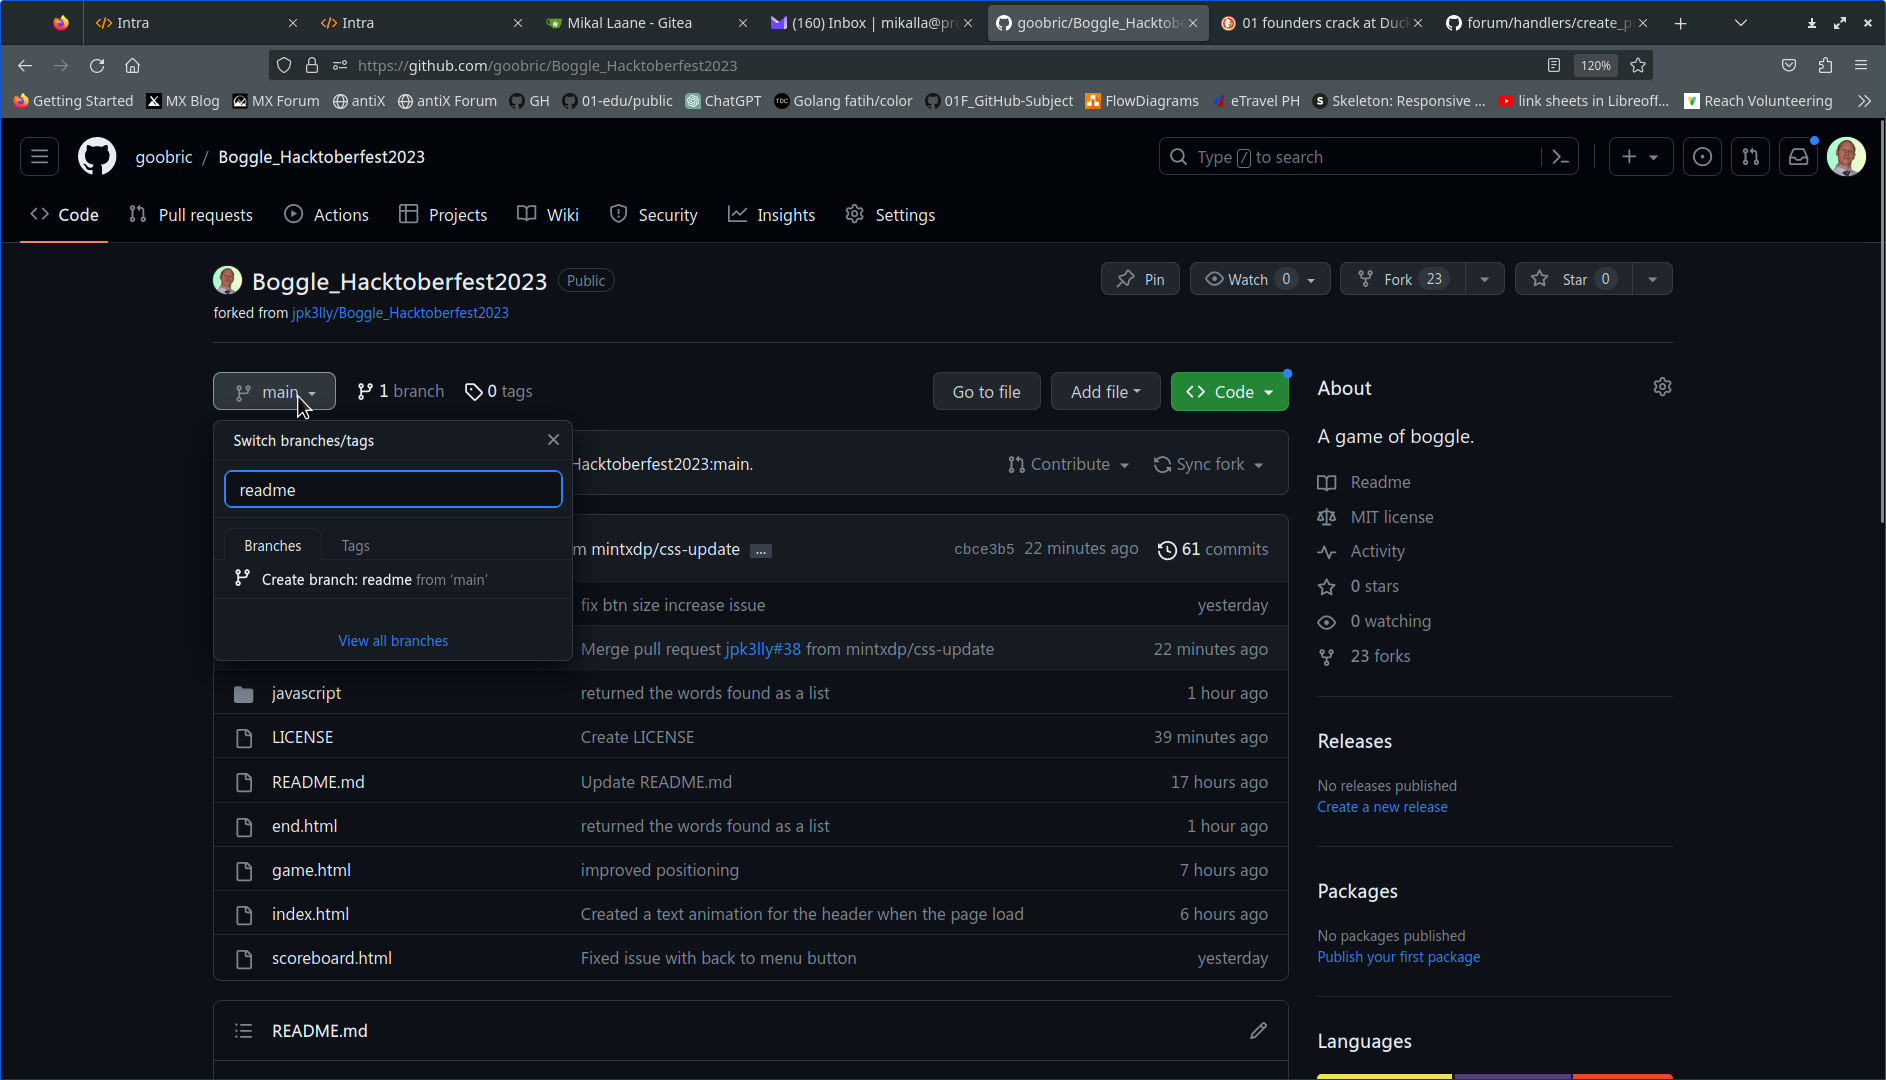 Intra
Intra
Mikal Laane - Gitea
(160) Inbox | mikalla@pr
goobric/Boggle_Hacktobe
01 founders crack at Duc
forum/handlers/create_p
https://github.com/goobric/Boggle_Hacktoberfest2023
120%
Getting Started
MX Blog
MX Forum
antiX
antiX Forum
GH
01-edu/public
ChatGPT
TDC
Golang fatih/color
01F_GitHub-Subject
FlowDiagrams
eTravel PH
S
Skeleton: Responsive ...
link sheets in Libreoff...
Reach Volunteering
goobric / Boggle_Hacktoberfest2023
Type / to search
Code
Pull requests
Actions
Projects
Wiki
Security
Insights
Settings
Boggle_Hacktoberfest2023
Public
Pin
Watch 0
Fork 23
Star 0
forked from jpk3lly/Boggle_Hacktoberfest2023
main
1 branch
0 tags
Go to file
Add file
Code
Switch branches/tags
readme
Branches
Tags
Create branch: readme from ‘main’
View all branches
Hacktoberfest2023:main.
Contribute
Sync fork
m mintxdp/css-update
...
cbce3b5 22 minutes ago
61 commits
fix btn size increase issue
yesterday
Merge pull request jpk3lly#38 from mintxdp/css-update
22 minutes ago
javascript
returned the words found as a list
1 hour ago
LICENSE
Create LICENSE
39 minutes ago
README.md
Update README.md
17 hours ago
end.html
returned the words found as a list
1 hour ago
game.html
improved positioning
7 hours ago
index.html
Created a text animation for the header when the page load
6 hours ago
scoreboard.html
Fixed issue with back to menu button
yesterday
README.md
About
A game of boggle.
Readme
MIT license
Activity
0 stars
0 watching
23 forks
Releases
No releases published
Create a new release
Packages
No packages published
Publish your first package
Languages